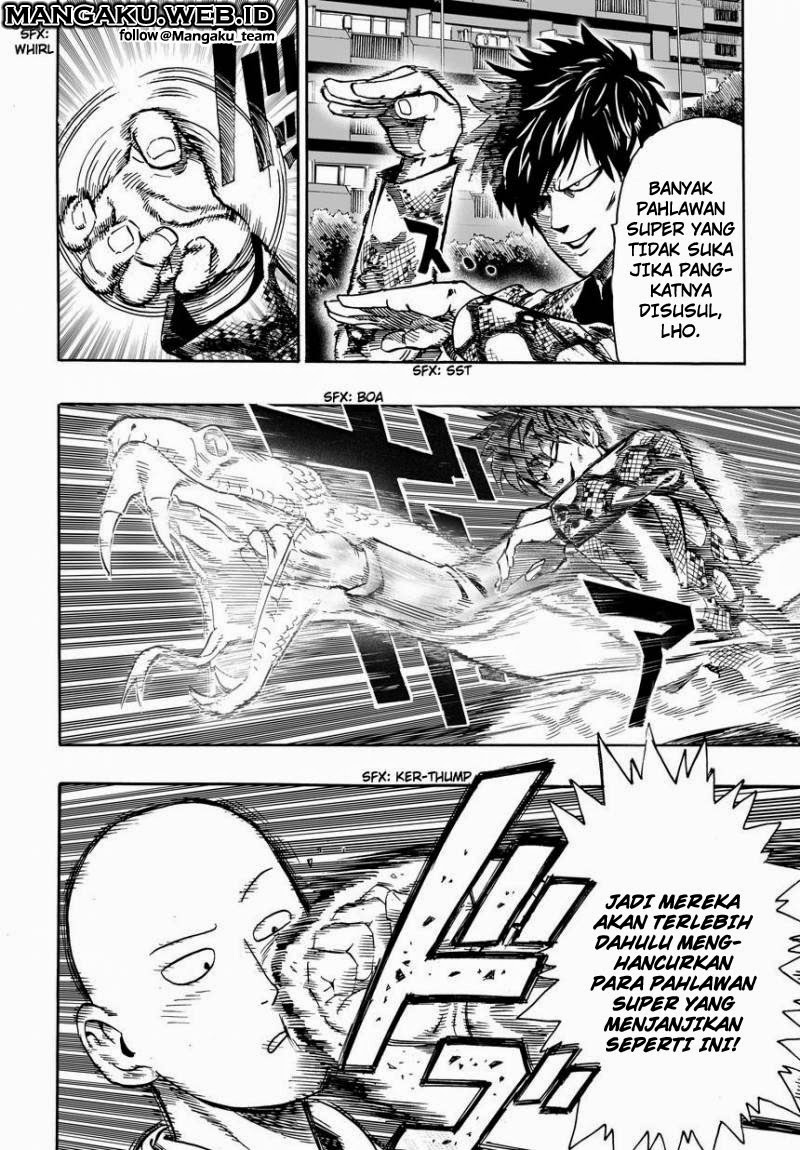 MANGAKU.WEB.ID
follow @Mangaku_team
SFX:
WHIRL
BANYAK
PAHLAWAN
SUPER YANG
TIDAK SUKA
JIKA PANG-
KATNYA
DISUSUL,
LHO.
ス
SFX: SST
SFX: BOA
SFX: KER-THUMP
JADI MEREKA
AKAN TERLEBIH
DAHULU MENG-
HANCURKAN
PARA PAHLAWAN
SUPER YANG
MENJANJIKAN
SEPERTI INI!